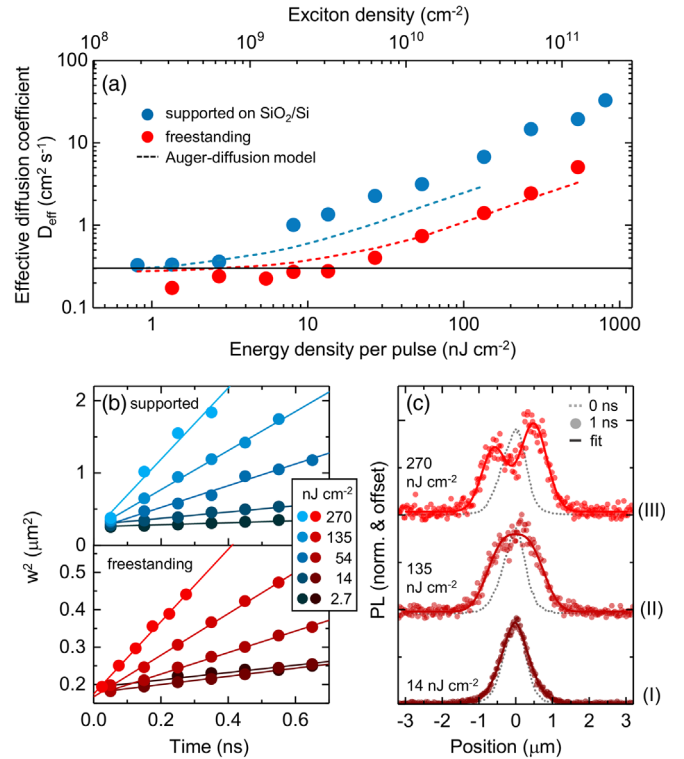 Exciton density (cm⁻²)
10⁸ 10⁹ 10¹⁰ 10¹¹
(a)
supported on SiO₂/Si
freestanding
Auger-diffusion model
Effective diffusion coefficient
D_eff (cm² s⁻¹)
100
10
1
0.1
1 10 100 1000
Energy density per pulse (nJ cm⁻²)
(b)
supported
2
1
0
nJ cm⁻²
270
135
54
14
2.7
freestanding
0.5
0.4
0.3
0.2
w² (μm²)
0.0 0.2 0.4 0.6
Time (ns)
(c)
0 ns
1 ns
fit
270
nJ cm⁻²
(III)
135
nJ cm⁻²
(II)
14 nJ cm⁻²
(I)
PL (norm. & offset)
-3 -2 -1 0 1 2 3
Position (μm)